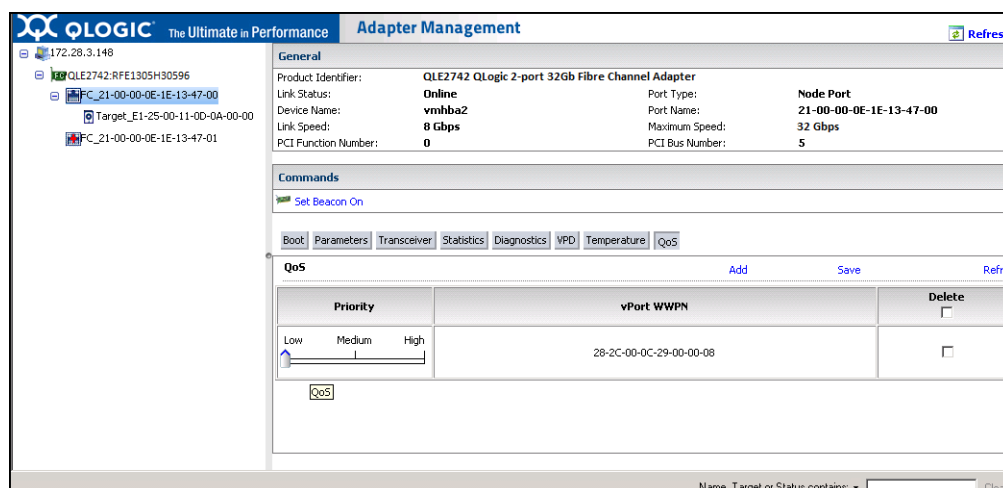 QLOGIC The Ultimate in Performance
Adapter Management
Refres
172.28.3.148
QLE2742:RFE1305H30596
FC_21-00-00-0E-1E-13-47-00
Target_E1-25-00-11-0D-0A-00-00
FC_21-00-00-0E-1E-13-47-01
General
Product Identifier: QLE2742 QLogic 2-port 32Gb Fibre Channel Adapter
Link Status: Online Port Type: Node Port
Device Name: vmhba2 Port Name: 21-00-00-0E-1E-13-47-00
Link Speed: 8 Gbps Maximum Speed: 32 Gbps
PCI Function Number: 0 PCI Bus Number: 5
Commands
Set Beacon On
Boot Parameters Transceiver Statistics Diagnostics VPD Temperature QoS
QoS Add Save Refr
Priority vPort WWPN Delete
Low Medium High 28-2C-00-0C-29-00-00-08
QoS
Name, Target or Status contains: Clea